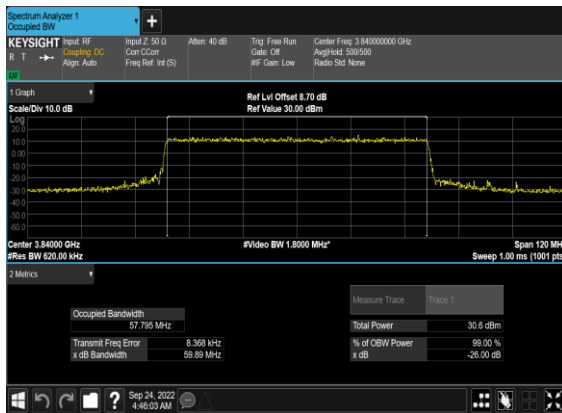 Spectrum Analyzer 1
Occupied BW
+
KEYSIGHT
R T
LXI
Input: RF
Coupling: DC
Align: Auto
Input Z: 50 Ω
Corr CCorr
Freq Ref: Int (S)
Atten: 40 dB
Trig: Free Run
Gate: Off
#IF Gain: Low
Center Freq: 3.840000000 GHz
Avg|Hold: 500/500
Radio Std: None
1 Graph
Scale/Div 10.0 dB
Ref Lvl Offset 8.70 dB
Ref Value 30.00 dBm
Log
20.0
10.0
0.00
-10.0
-20.0
-30.0
-40.0
-50.0
-60.0
Center 3.84000 GHz
#Res BW 620.00 kHz
#Video BW 1.8000 MHz*
Span 120 MH
Sweep 1.00 ms (1001 pts
2 Metrics
Measure Trace Trace 1
Occupied Bandwidth
57.795 MHz
Total Power 30.6 dBm
Transmit Freq Error 8.368 kHz
% of OBW Power 99.00 %
x dB Bandwidth 59.89 MHz
x dB -26.00 dB
?
Sep 24, 2022
4:46:03 AM